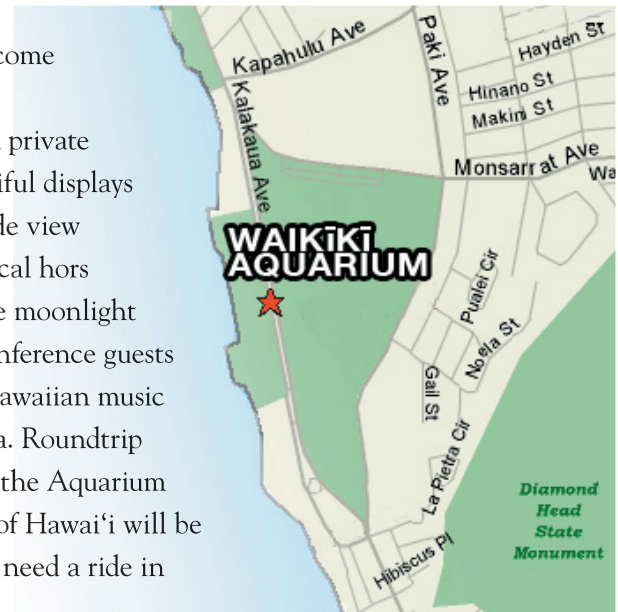 come
private
iful displays
de view
cal hors
e moonlight
nference guests
awaiian music
a. Roundtrip
the Aquarium
of Hawai‘i will be
need a ride in
Kapahulu Ave
Paki Ave
Hayden St
Hinano St
Makini St
Kalakaua Ave
Monsarrat Ave
Wa
WAIKĪKĪ
AQUARIUM
Pualei Cir
Noela St
Gail St
La Pietra Cir
Hibiscus Pl
Diamond
Head
State
Monument